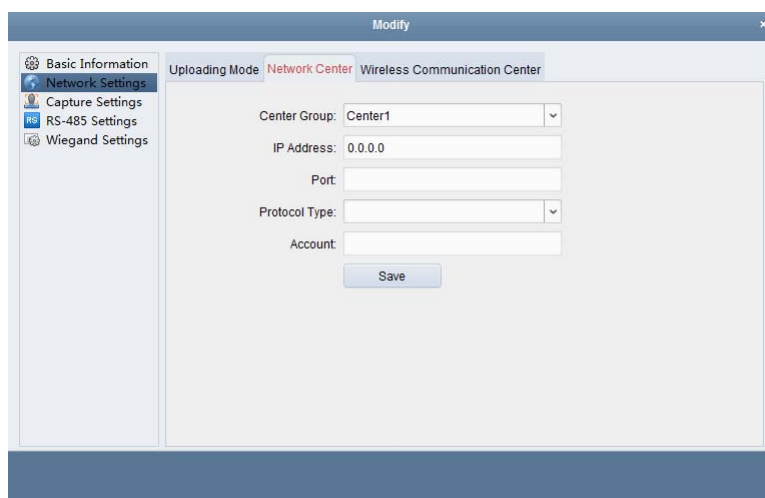 Modify
Basic Information
Network Settings
Capture Settings
RS RS-485 Settings
Wiegand Settings
Uploading Mode Network Center Wireless Communication Center
Center Group: Center1
IP Address: 0.0.0.0
Port:
Protocol Type:
Account:
Save